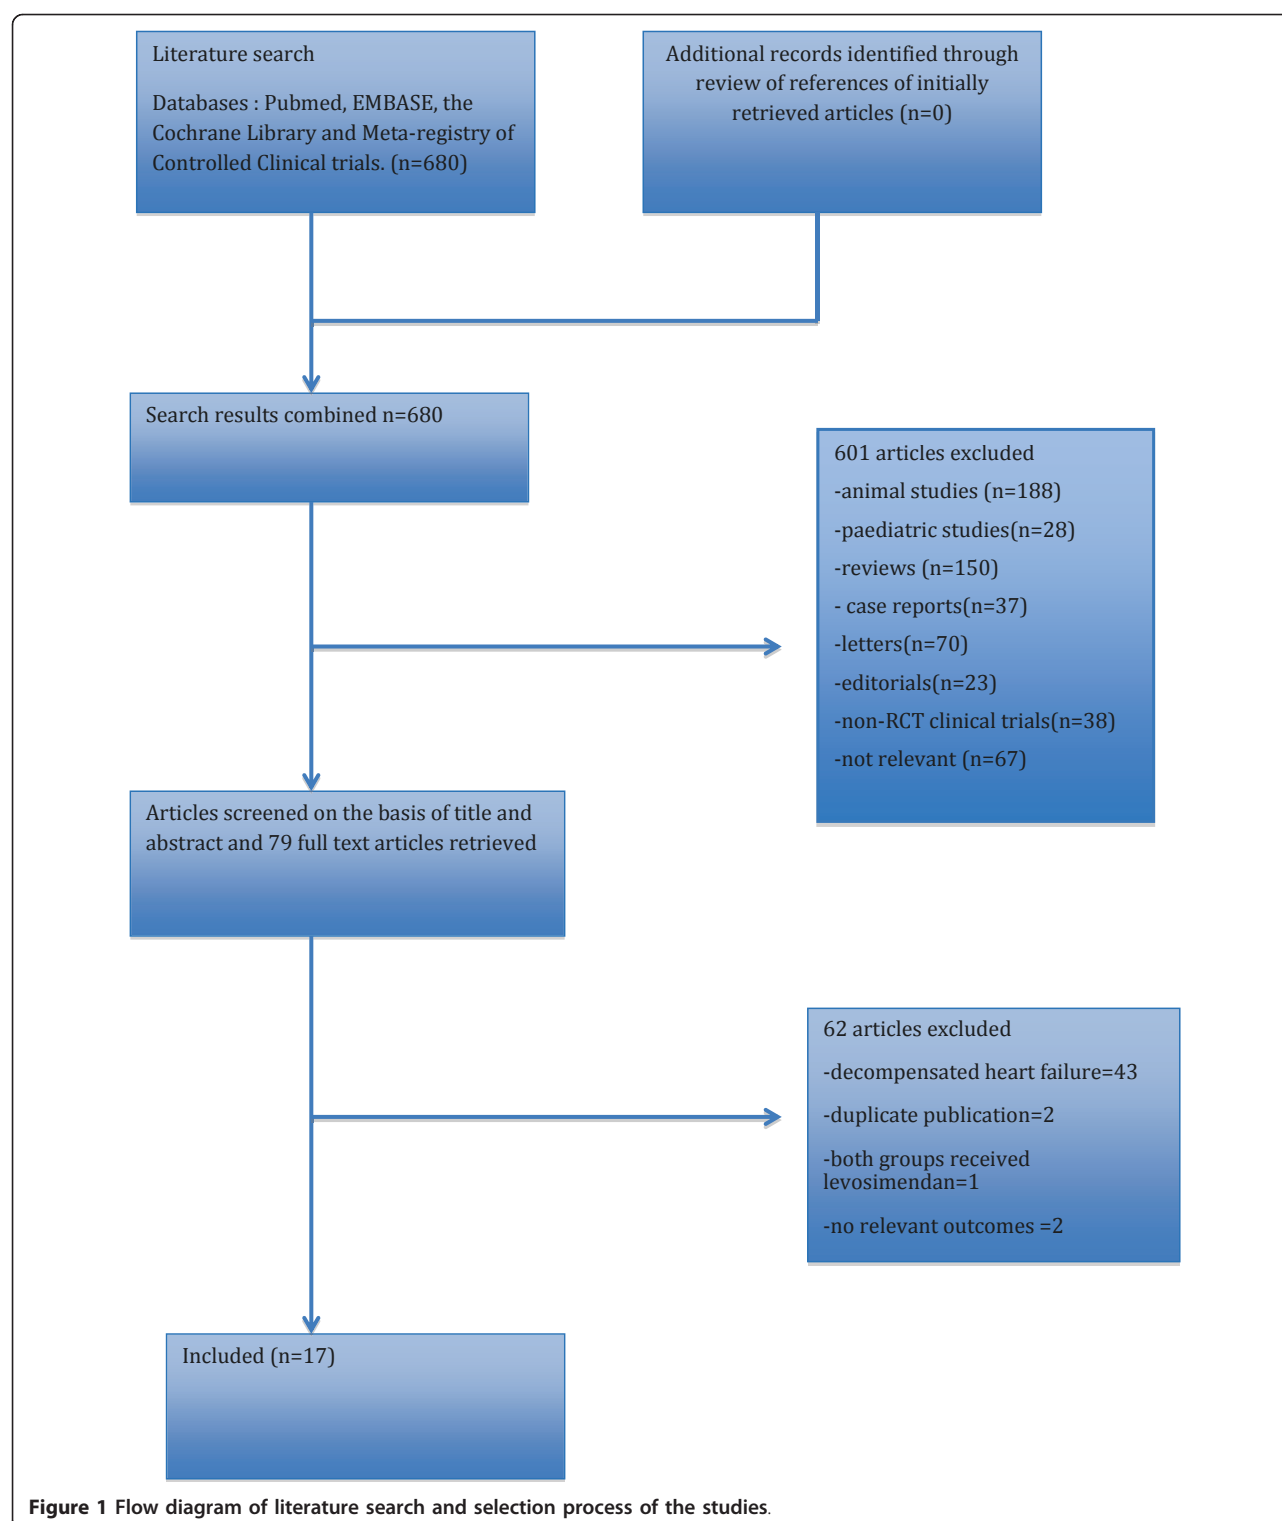 Literature search
Databases : Pubmed, EMBASE, the
Cochrane Library and Meta-registry of
Controlled Clinical trials. (n=680)
Additional records identified through
review of references of initially
retrieved articles (n=0)
Search results combined n=680
601 articles excluded
-animal studies (n=188)
-paediatric studies(n=28)
-reviews (n=150)
- case reports(n=37)
-letters(n=70)
-editorials(n=23)
-non-RCT clinical trials(n=38)
-not relevant (n=67)
Articles screened on the basis of title and
abstract and 79 full text articles retrieved
62 articles excluded
-decompensated heart failure=43
-duplicate publication=2
-both groups received
levosimendan=1
-no relevant outcomes =2
Included (n=17)
Figure 1 Flow diagram of literature search and selection process of the studies.